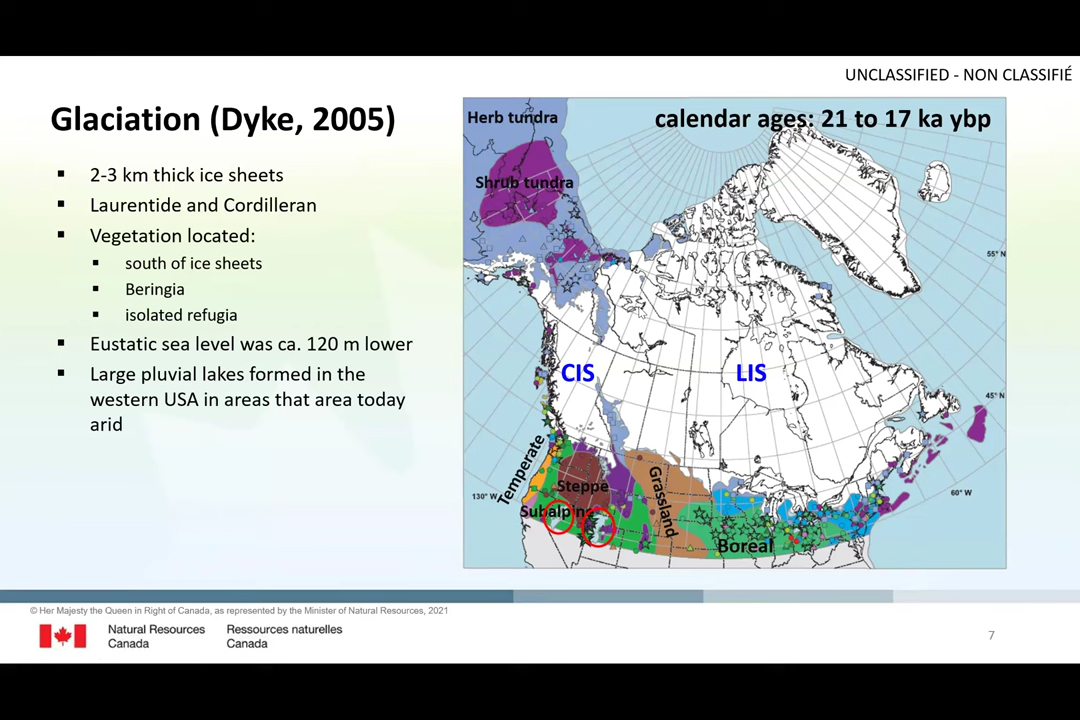 UNCLASSIFIED - NON CLASSIFIÉ
Glaciation (Dyke, 2005)
2-3 km thick ice sheets
Laurentide and Cordilleran
Vegetation located:
south of ice sheets
Beringia
isolated refugia
Eustatic sea level was ca. 120 m lower
Large pluvial lakes formed in the
western USA in areas that area today
arid
Herb tundra
calendar ages: 21 to 17 ka ybp
Shrub tundra
55° N
CIS
LIS
45° N
Temperate
Steppe
Grassland
130° W
60° W
Subalpine
Boreal
© Her Majesty the Queen in Right of Canada, as represented by the Minister of Natural Resources, 2021
Natural Resources
Canada
Ressources naturelles
Canada
7